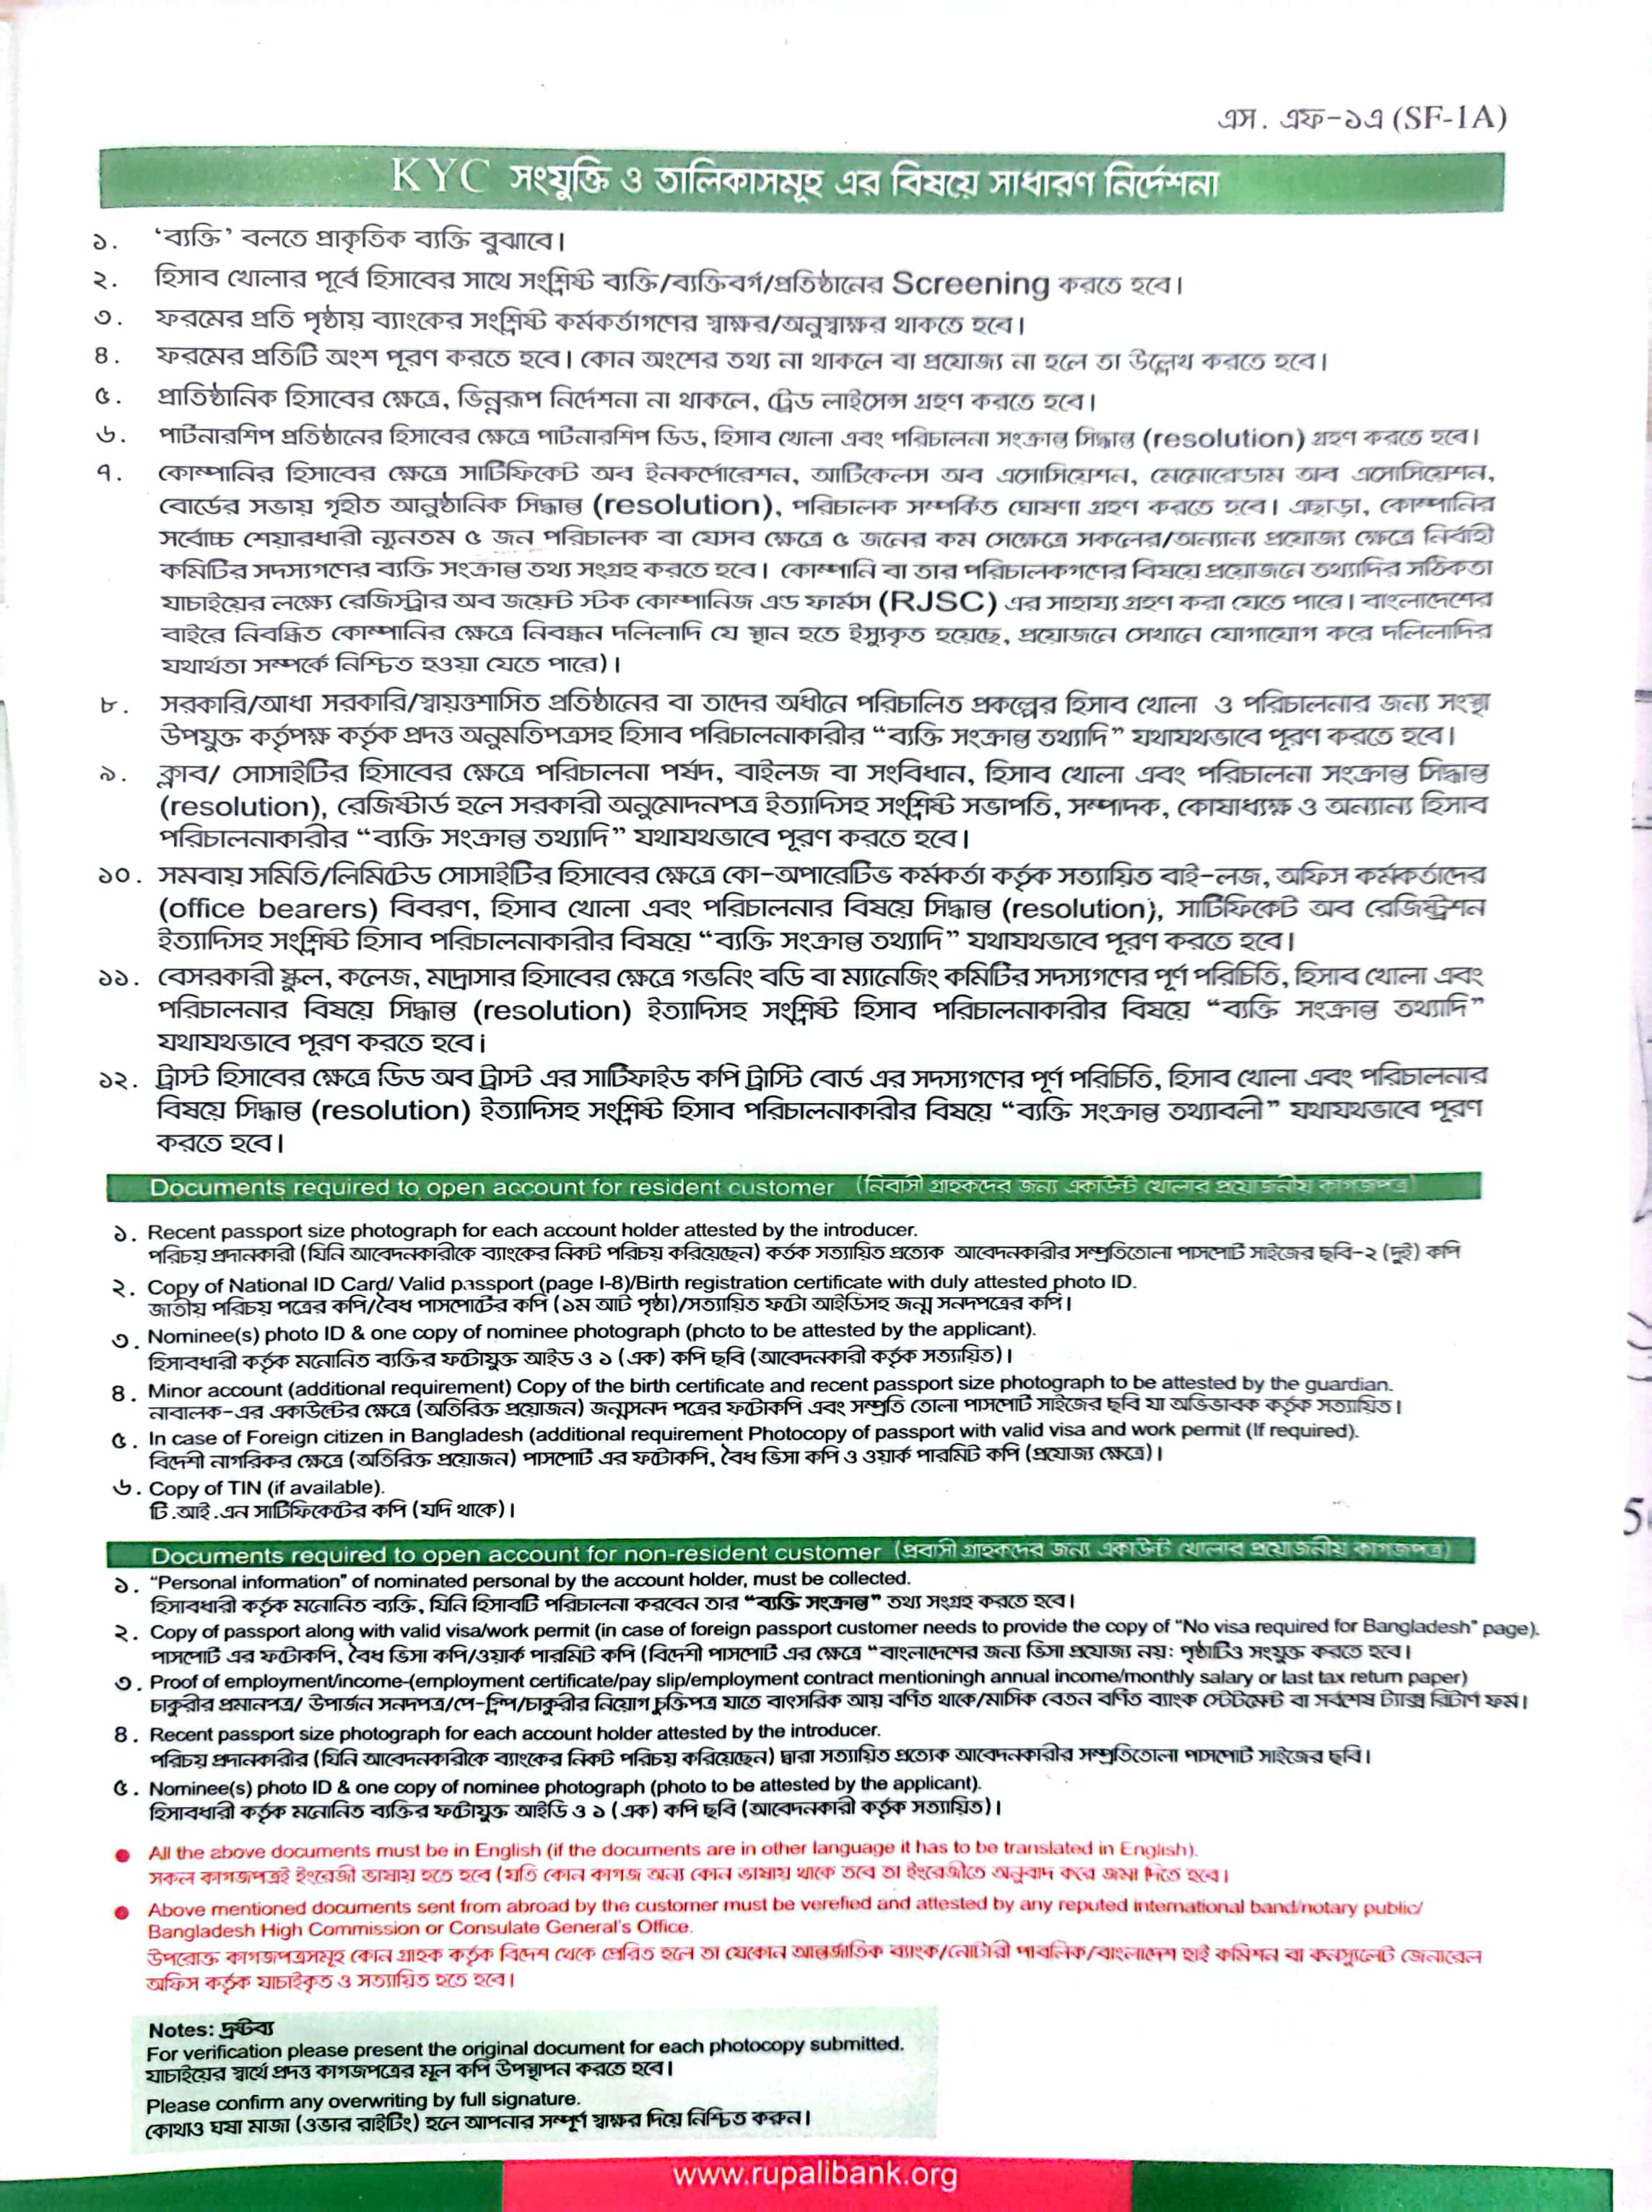 এস. এফ-১এ (SF-1A)
KYC সংযুক্তি ও তালিকাসমূহ এর বিষয়ে সাধারণ নির্দেশনা
১. ‘ব্যক্তি’ বলতে প্রাকৃতিক ব্যক্তি বুঝাবে।
২. হিসাব খোলার পূর্বে হিসাবের সাথে সংশ্লিষ্ট ব্যক্তি/ব্যক্তিবর্গ/প্রতিষ্ঠানের Screening করতে হবে।
৩. ফরমের প্রতি পৃষ্ঠায় ব্যাংকের সংশ্লিষ্ট কর্মকর্তাগণের স্বাক্ষর/অনুস্বাক্ষর থাকতে হবে।
৪. ফরমের প্রতিটি অংশ পূরণ করতে হবে। কোন অংশের তথ্য না থাকলে বা প্রযোজ্য না হলে তা উল্লেখ করতে হবে।
৫. প্রাতিষ্ঠানিক হিসাবের ক্ষেত্রে, ভিন্নরূপ নির্দেশনা না থাকলে, ট্রেড লাইসেন্স গ্রহণ করতে হবে।
৬. পার্টনারশিপ প্রতিষ্ঠানের হিসাবের ক্ষেত্রে পার্টনারশিপ ডিড, হিসাব খোলা এবং পরিচালনা সংক্রান্ত সিদ্ধান্ত (resolution) গ্রহণ করতে হবে।
৭. কোম্পানির হিসাবের ক্ষেত্রে সার্টিফিকেট অব ইনকর্পোরেশন, আর্টিকেলস অব এসোসিয়েশন, মেমোরেন্ডাম অব এসোসিয়েশন,
বোর্ডের সভায় গৃহীত আনুষ্ঠানিক সিদ্ধান্ত (resolution), পরিচালক সম্পর্কিত ঘোষণা গ্রহণ করতে হবে। এছাড়া, কোম্পানির
সর্বোচ্চ শেয়ারধারী ন্যূনতম ৫ জন পরিচালক বা যেসব ক্ষেত্রে ৫ জনের কম সেক্ষেত্রে সকলের/অন্যান্য প্রযোজ্য ক্ষেত্রে নির্বাহী
কমিটির সদস্যগণের ব্যক্তি সংক্রান্ত তথ্য সংগ্রহ করতে হবে। কোম্পানি বা তার পরিচালকগণের বিষয়ে প্রয়োজনে তথ্যাদির সঠিকতা
যাচাইয়ের লক্ষ্যে রেজিস্ট্রার অব জয়েন্ট স্টক কোম্পানিজ এন্ড ফার্মস (RJSC) এর সাহায্য গ্রহণ করা যেতে পারে। বাংলাদেশের
বাইরে নিবন্ধিত কোম্পানির ক্ষেত্রে নিবন্ধন দলিলাদি যে স্থান হতে ইস্যুকৃত হয়েছে, প্রয়োজনে সেখানে যোগাযোগ করে দলিলাদির
যথার্থতা সম্পর্কে নিশ্চিত হওয়া যেতে পারে)।
৮. সরকারি/আধা সরকারি/স্বায়ত্তশাসিত প্রতিষ্ঠানের বা তাদের অধীনে পরিচালিত প্রকল্পের হিসাব খোলা ও পরিচালনার জন্য সংস্থা
উপযুক্ত কর্তৃপক্ষ কর্তৃক প্রদত্ত অনুমতিপত্রসহ হিসাব পরিচালনাকারীর “ব্যক্তি সংক্রান্ত তথ্যাদি” যথাযথভাবে পূরণ করতে হবে।
৯. ক্লাব/ সোসাইটির হিসাবের ক্ষেত্রে পরিচালনা পর্ষদ, বাইলজ বা সংবিধান, হিসাব খোলা এবং পরিচালনা সংক্রান্ত সিদ্ধান্ত
(resolution), রেজিষ্টার্ড হলে সরকারী অনুমোদনপত্র ইত্যাদিসহ সংশ্লিষ্ট সভাপতি, সম্পাদক, কোষাধ্যক্ষ ও অন্যান্য হিসাব
পরিচালনাকারীর “ব্যক্তি সংক্রান্ত তথ্যাদি” যথাযথভাবে পূরণ করতে হবে।
১০. সমবায় সমিতি/লিমিটেড সোসাইটির হিসাবের ক্ষেত্রে কো-অপারেটিভ কর্মকর্তা কর্তৃক সত্যায়িত বাই-লজ, অফিস কর্মকর্তাদের
(office bearers) বিবরণ, হিসাব খোলা এবং পরিচালনার বিষয়ে সিদ্ধান্ত (resolution), সার্টিফিকেট অব রেজিস্ট্রেশন
ইত্যাদিসহ সংশ্লিষ্ট হিসাব পরিচালনাকারীর বিষয়ে “ব্যক্তি সংক্রান্ত তথ্যাদি” যথাযথভাবে পূরণ করতে হবে।
১১. বেসরকারী স্কুল, কলেজ, মাদ্রাসার হিসাবের ক্ষেত্রে গভর্নিং বডি বা ম্যানেজিং কমিটির সদস্যগণের পূর্ণ পরিচিতি, হিসাব খোলা এবং
পরিচালনার বিষয়ে সিদ্ধান্ত (resolution) ইত্যাদিসহ সংশ্লিষ্ট হিসাব পরিচালনাকারীর বিষয়ে “ব্যক্তি সংক্রান্ত তথ্যাদি”
যথাযথভাবে পূরণ করতে হবে।
১২. ট্রাস্ট হিসাবের ক্ষেত্রে ডিড অব ট্রাস্ট এর সার্টিফাইড কপি ট্রাস্টি বোর্ড এর সদস্যগণের পূর্ণ পরিচিতি, হিসাব খোলা এবং পরিচালনার
বিষয়ে সিদ্ধান্ত (resolution) ইত্যাদিসহ সংশ্লিষ্ট হিসাব পরিচালনাকারীর বিষয়ে “ব্যক্তি সংক্রান্ত তথ্যাবলী” যথাযথভাবে পূরণ
করতে হবে।
Documents required to open account for resident customer (নিবাসী গ্রাহকদের জন্য একাউন্ট খোলার প্রয়োজনীয় কাগজপত্র)
১. Recent passport size photograph for each account holder attested by the introducer.
পরিচয় প্রদানকারী (যিনি আবেদনকারীকে ব্যাংকের নিকট পরিচয় করিয়েছেন) কর্তক সত্যায়িত প্রত্যেক আবেদনকারীর সম্প্রতিতোলা পাসপোর্ট সাইজের ছবি-২ (দুই) কপি
২. Copy of National ID Card/ Valid passport (page I-8)/Birth registration certificate with duly attested photo ID.
জাতীয় পরিচয় পত্রের কপি/বৈধ পাসপোর্টের কপি (১ম আট পৃষ্ঠা)/সত্যায়িত ফটো আইডিসহ জন্ম সনদপত্রের কপি।
৩. Nominee(s) photo ID & one copy of nominee photograph (photo to be attested by the applicant).
হিসাবধারী কর্তৃক মনোনিত ব্যক্তির ফটোযুক্ত আইড ও ১ (এক) কপি ছবি (আবেদনকারী কর্তৃক সত্যায়িত)।
৪. Minor account (additional requirement) Copy of the birth certificate and recent passport size photograph to be attested by the guardian.
নাবালক-এর একাউন্টের ক্ষেত্রে (অতিরিক্ত প্রয়োজন) জন্মসনদ পত্রের ফটোকপি এবং সম্প্রতি তোলা পাসপোর্ট সাইজের ছবি যা অভিভাবক কর্তৃক সত্যায়িত।
৫. In case of Foreign citizen in Bangladesh (additional requirement Photocopy of passport with valid visa and work permit (If required).
বিদেশী নাগরিকর ক্ষেত্রে (অতিরিক্ত প্রয়োজন) পাসপোর্ট এর ফটোকপি, বৈধ ভিসা কপি ও ওয়ার্ক পারমিট কপি (প্রযোজ্য ক্ষেত্রে)।
৬. Copy of TIN (if available).
টি.আই.এন সার্টিফিকেটের কপি (যদি থাকে)।
5
Documents required to open account for non-resident customer (প্রবাসী গ্রাহকদের জন্য একাউন্ট খোলার প্রয়োজনীয় কাগজপত্র)
১. “Personal information” of nominated personal by the account holder, must be collected.
হিসাবধারী কর্তৃক মনোনিত ব্যক্তি, যিনি হিসাবটি পরিচালনা করবেন তার “ব্যক্তি সংক্রান্ত” তথ্য সংগ্রহ করতে হবে।
২. Copy of passport along with valid visa/work permit (in case of foreign passport customer needs to provide the copy of “No visa required for Bangladesh” page).
পাসপোর্ট এর ফটোকপি, বৈধ ভিসা কপি/ওয়ার্ক পারমিট কপি (বিদেশী পাসপোর্ট এর ক্ষেত্রে “বাংলাদেশের জন্য ভিসা প্রযোজ্য নয়: পৃষ্ঠাটিও সংযুক্ত করতে হবে।
৩. Proof of employment/income-(employment certificate/pay slip/employment contract mentioningh annual income/monthly salary or last tax return paper)
চাকুরীর প্রমানপত্র/ উপার্জন সনদপত্র/পে-স্লিপ/চাকুরীর নিয়োগ চুক্তিপত্র যাতে বাৎসরিক আয় বর্ণিত থাকে/মাসিক বেতন বর্ণিত ব্যাংক স্টেটমেন্ট বা সর্বশেষ ট্যাক্স রিটার্ণ ফর্ম।
৪. Recent passport size photograph for each account holder attested by the introducer.
পরিচয় প্রদানকারীর (যিনি আবেদনকারীকে ব্যাংকের নিকট পরিচয় করিয়েছেন) দ্বারা সত্যায়িত প্রত্যেক আবেদনকারীর সম্প্রতিতোলা পাসপোর্ট সাইজের ছবি।
৫. Nominee(s) photo ID & one copy of nominee photograph (photo to be attested by the applicant).
হিসাবধারী কর্তৃক মনোনিত ব্যক্তির ফটোযুক্ত আইডি ও ১ (এক) কপি ছবি (আবেদনকারী কর্তৃক সত্যায়িত)।
● All the above documents must be in English (if the documents are in other language it has to be translated in English).
সকল কাগজপত্রই ইংরেজী ভাষায় হতে হবে (যতি কোন কাগজ অন্য কোন ভাষায় থাকে তবে তা ইংরেজীতে অনুবাদ করে জমা দিতে হবে।
● Above mentioned documents sent from abroad by the customer must be verefied and attested by any reputed international band/notary public/
Bangladesh High Commission or Consulate General's Office.
উপরোক্ত কাগজপত্রসমূহ কোন গ্রাহক কর্তৃক বিদেশ থেকে প্রেরিত হলে তা যেকোন আন্তর্জাতিক ব্যাংক/নোটারী পাবলিক/বাংলাদেশ হাই কমিশন বা কনস্যুলেট জেনারেল
অফিস কর্তৃক যাচাইকৃত ও সত্যায়িত হতে হবে।
Notes: দ্রষ্টব্য
For verification please present the original document for each photocopy submitted.
যাচাইয়ের স্বার্থে প্রদত্ত কাগজপত্রের মূল কপি উপস্থাপন করতে হবে।
Please confirm any overwriting by full signature.
কোথাও ঘষা মাজা (ওভার রাইটিং) হলে আপনার সম্পূর্ণ স্বাক্ষর দিয়ে নিশ্চিত করুন।
www.rupalibank.org